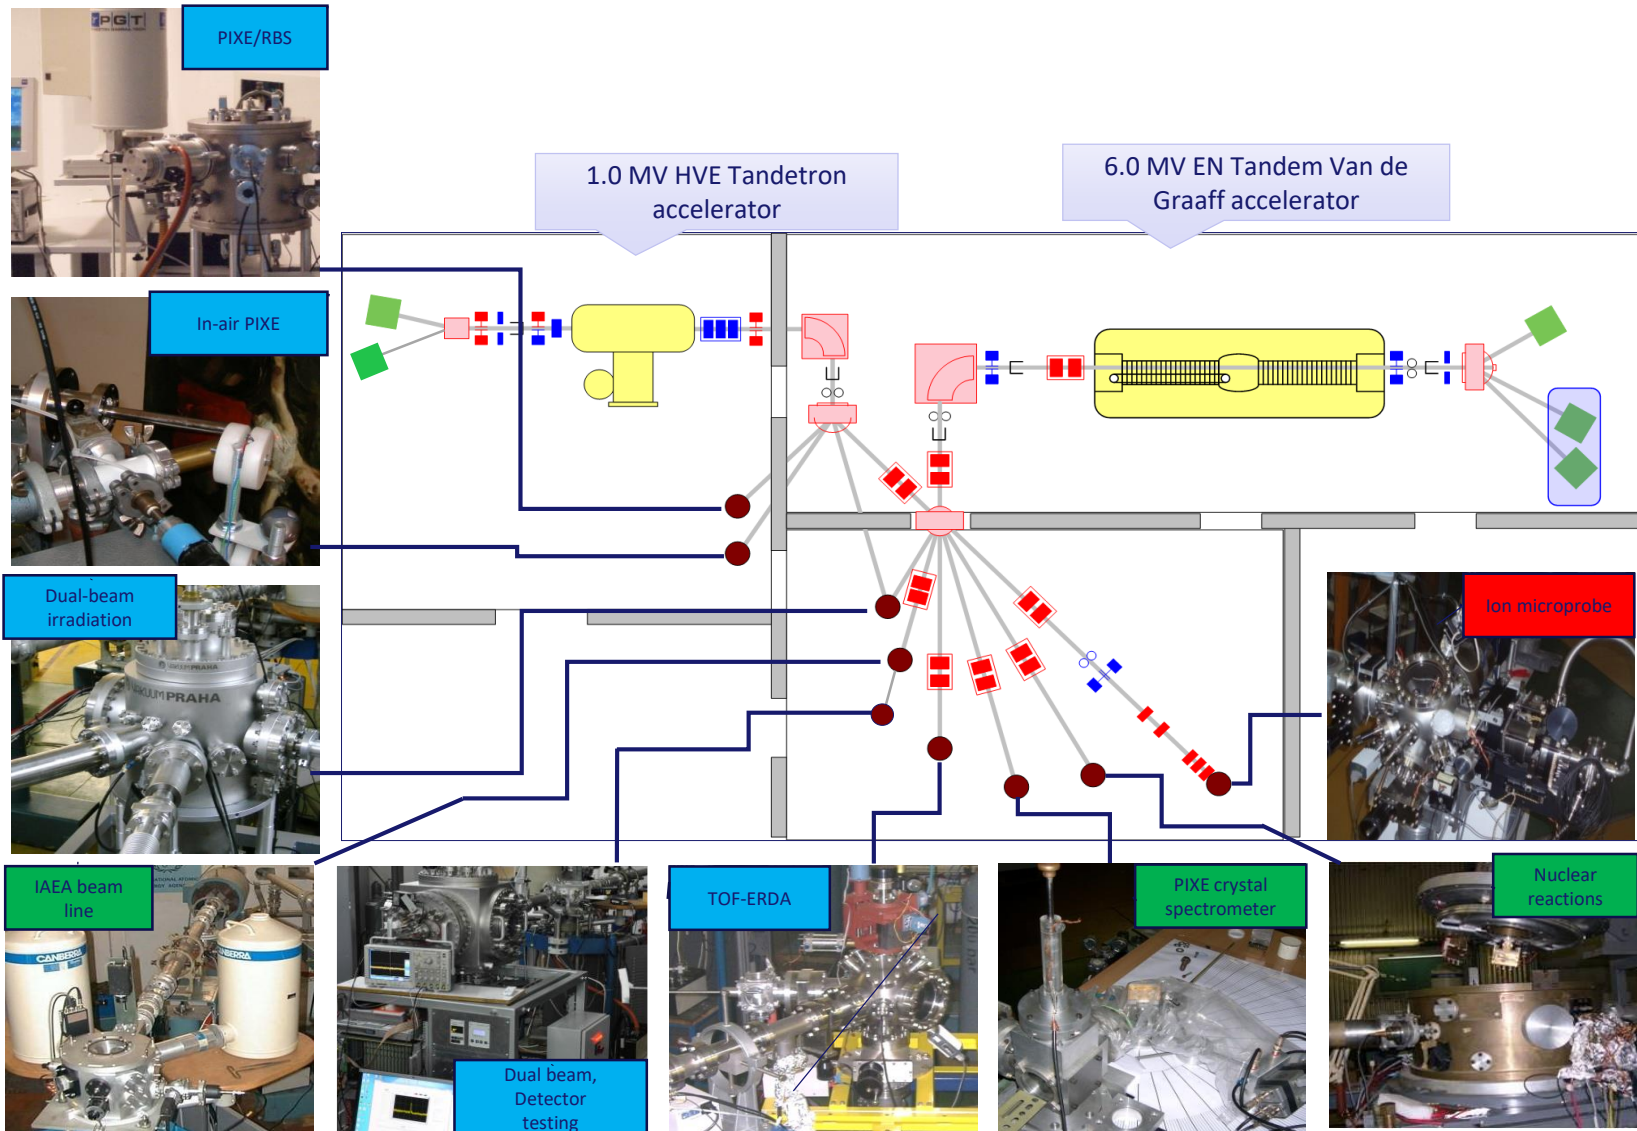 PGT
PIXE/RBS
1.0 MV HVE Tandetron
accelerator
6.0 MV EN Tandem Van de
Graaff accelerator
In-air PIXE
Dual-beam
irradiation
VAKUUM PRAHA
Ion microprobe
IAEA beam
line
CANBERRA
CANBERRA
Dual beam,
Detector
testing
TOF-ERDA
PIXE crystal
spectrometer
Nuclear
reactions